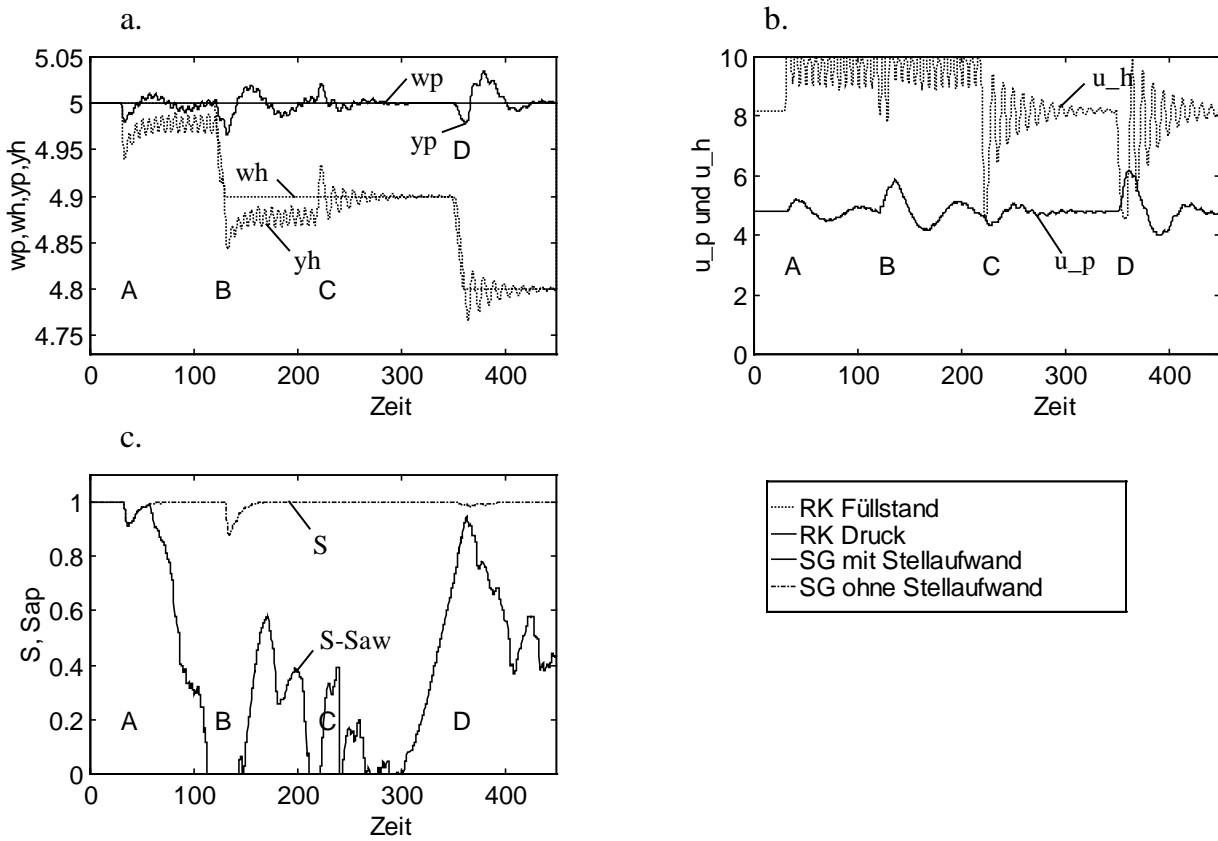 a.
5.05
5
4.95
4.9
4.85
4.8
4.75
wp,wh,yp,yh
wp
yp
wh
yh
A
B
C
D
0
100
200
300
400
Zeit
b.
10
8
6
4
2
0
u_p und u_h
u_h
u_p
A
B
C
D
0
100
200
300
400
Zeit
c.
1
0.8
0.6
0.4
0.2
0
S, Sap
S
S-Saw
A
B
C
D
0
100
200
300
400
Zeit
RK Füllstand
RK Druck
SG mit Stellaufwand
SG ohne Stellaufwand